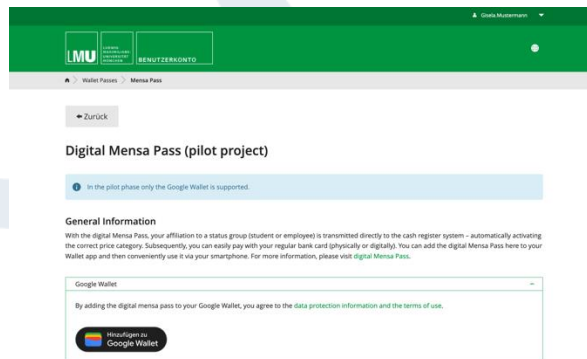 Gisela.Mustermann
LMU
LUDWIG-
MAXIMILIANS-
UNIVERSITÄT
MÜNCHEN
BENUTZERKONTO
Wallet Passes
Mensa Pass
Zurück
Digital Mensa Pass (pilot project)
In the pilot phase only the Google Wallet is supported.
General Information
With the digital Mensa Pass, your affiliation to a status group (student or employee) is transmitted directly to the cash register system – automatically activating
the correct price category. Subsequently, you can easily pay with your regular bank card (physically or digitally). You can add the digital Mensa Pass here to your
Wallet app and then conveniently use it via your smartphone. For more information, please visit digital Mensa Pass.
Google Wallet
By adding the digital mensa pass to your Google Wallet, you agree to the data protection information and the terms of use.
Hinzufügen zu
Google Wallet